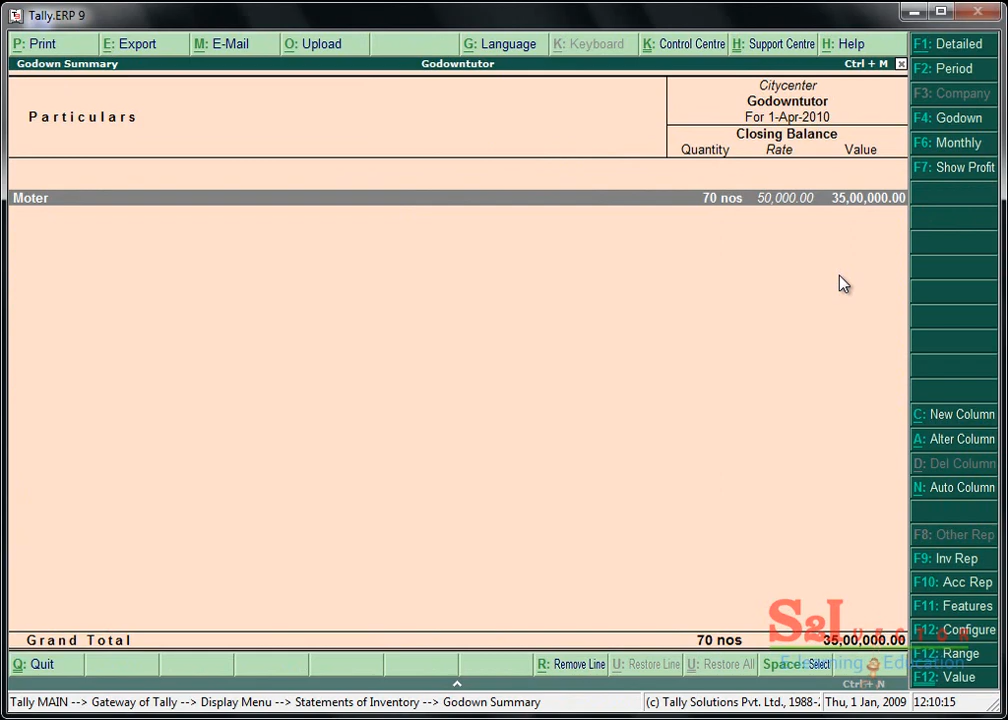 Tally.ERP 9
P: Print E: Export M: E-Mail O: Upload G: Language K: Keyboard K: Control Centre H: Support Centre H: Help
Godown Summary Godowntutor Ctrl + M
Particulars
Citycenter
Godowntutor
For 1-Apr-2010
Closing Balance
Quantity Rate Value
Moter 70 nos 50,000.00 35,00,000.00
Grand Total 70 nos 35,00,000.00
Q: Quit R: Remove Line U: Restore Line U: Restore All Space: Select
Ctrl + N
Tally MAIN --> Gateway of Tally --> Display Menu --> Statements of Inventory --> Godown Summary (c) Tally Solutions Pvt. Ltd., 1988- Thu, 1 Jan, 2009 12:10:15
F1: Detailed
F2: Period
F3: Company
F4: Godown
F6: Monthly
F7: Show Profit
C: New Column
A: Alter Column
D: Del Column
N: Auto Column
F8: Other Rep
F9: Inv Rep
F10: Acc Rep
F11: Features
F12: Configure
F12: Range
F12: Value
Elearning Education